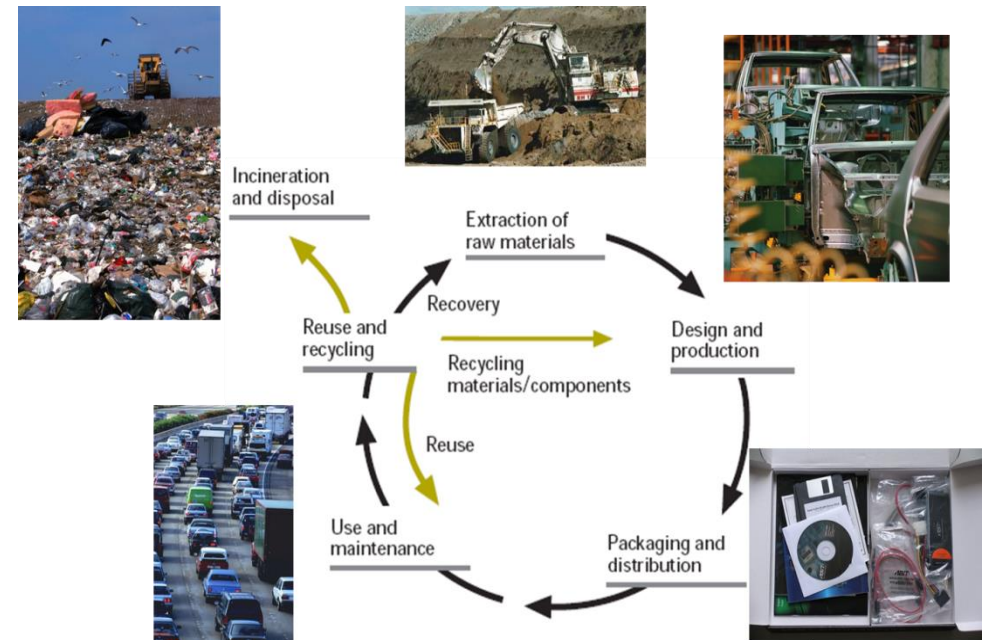 Incineration
and disposal
Extraction of
raw materials
Recovery
Reuse and
recycling
Design and
production
Recycling
materials/components
Reuse
Use and
maintenance
Packaging and
distribution